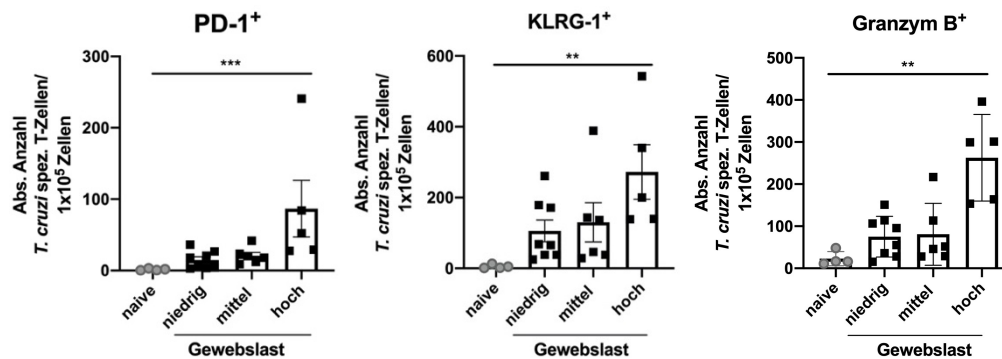 PD-1⁺
Abs. Anzahl
T. cruzi spez. T-Zellen/
1x10⁵ Zellen
300
200
100
0
***
naive
niedrig
mittel
hoch
Gewebslast
KLRG-1⁺
Abs. Anzahl
T. cruzi spez. T-Zellen/
1x10⁵ Zellen
600
400
200
0
**
naive
niedrig
mittel
hoch
Gewebslast
Granzym B⁺
Abs. Anzahl
T. cruzi spez. T-Zellen/
1x10⁵ Zellen
500
400
300
200
100
0
**
naive
niedrig
mittel
hoch
Gewebslast